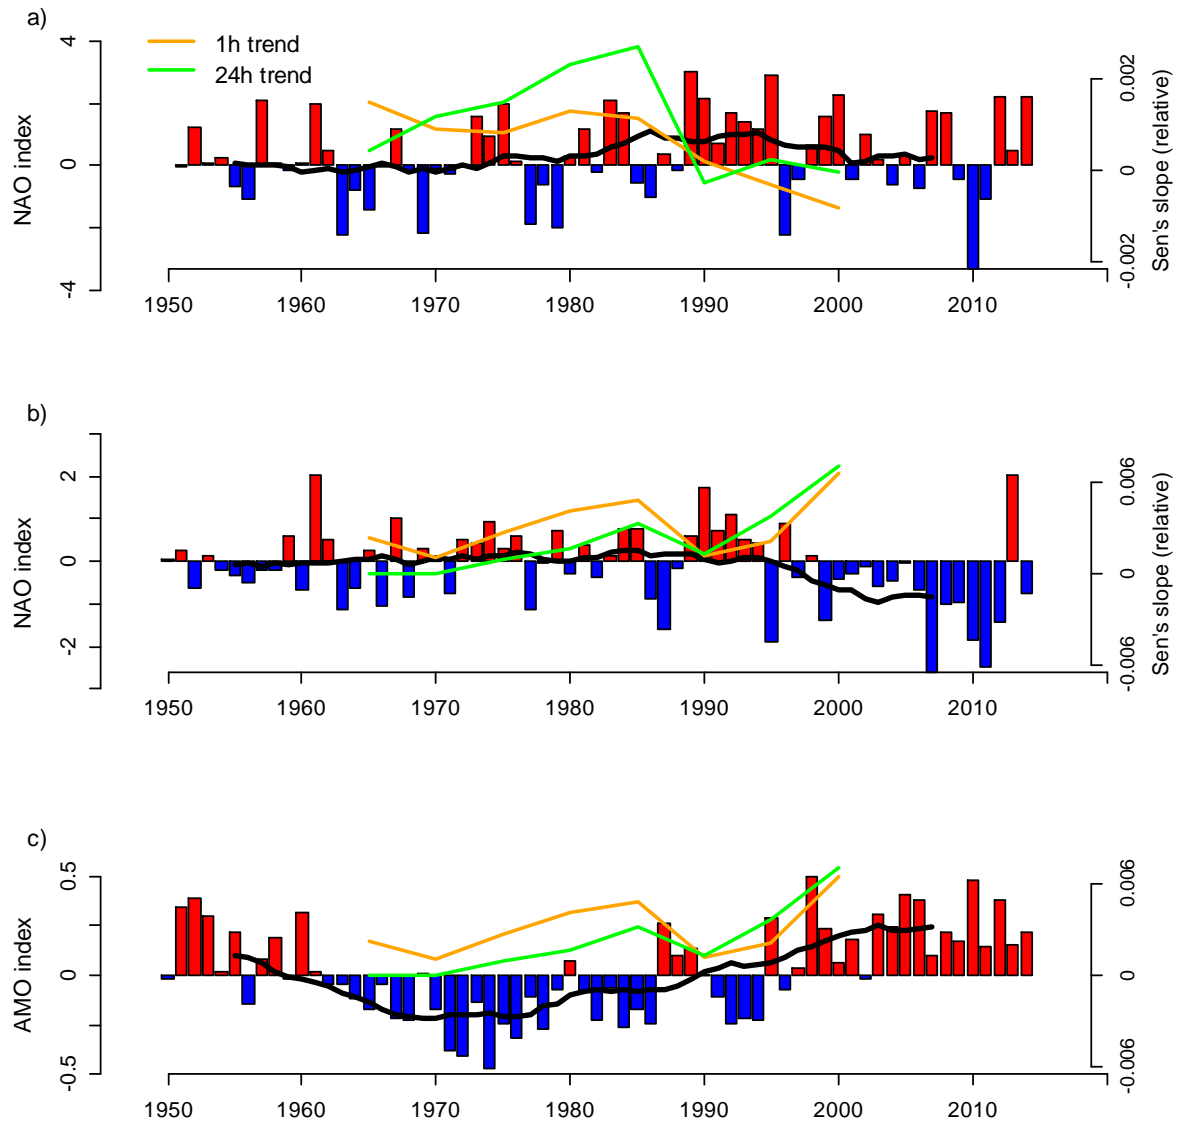 a)
1h trend
24h trend
4
0
-4
NAO index
0.002
0
-0.002
Sen's slope (relative)
1950 1960 1970 1980 1990 2000 2010
b)
2
0
-2
NAO index
0.006
0
-0.006
Sen's slope (relative)
1950 1960 1970 1980 1990 2000 2010
c)
0.5
0
-0.5
AMO index
0.006
0
-0.006
1950 1960 1970 1980 1990 2000 2010